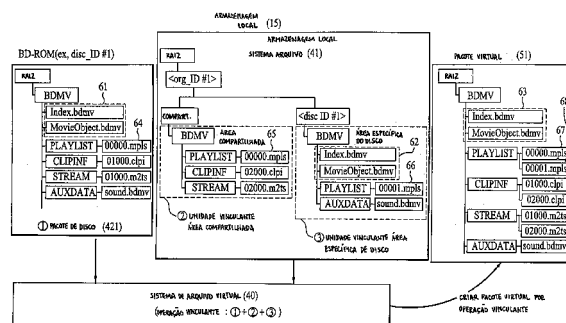 ARMAZENAGEM
LOCAL (15)
BD-ROM(ex, disc_ID #1)
RAIZ
BDMV
61
Index.bdmv
MovieObject.bdmv
64
PLAYLIST
00000.mpls
CLIPINF
01000.clpi
STREAM
01000.m2ts
AUXDATA
sound.bdmv
① PACOTE DE DISCO (421)
ARMAZENAGEM LOCAL
SISTEMA ARQUIVO (41)
RAIZ
<org_ID #1>
COMPART.
BDMV
ÁREA
COMPARTILHADA
65
PLAYLIST
00000.mpls
CLIPINF
02000.clpi
STREAM
02000.m2ts
② UNIDADE VINCULANTE
ÁREA COMPARTILHADA
<disc ID #1>
BDMV
ÁREA ESPECÍFICA
DO DISCO
62
Index.bdmv
MovieObject.bdmv
66
PLAYLIST
00001.mpls
AUXDATA
sound.bdmv
③ UNIDADE VINCULANTE ÁREA
ESPECÍFICA DE DISCO
PACOTE VIRTUAL (51)
RAIZ
BDMV
63
Index.bdmv
MovieObject.bdmv
68
67
PLAYLIST
00000.mpls
00001.mpls
CLIPINF
01000.clpi
02000.clpi
STREAM
01000.m2ts
02000.m2ts
AUXDATA
sound.bdmv
SISTEMA DE ARQUIVO VIRTUAL (40)
(OPERAÇÃO VINCULANTE : ①+②+③)
CRIAR PACOTE VIRTUAL POR
OPERAÇÃO VINCULANTE